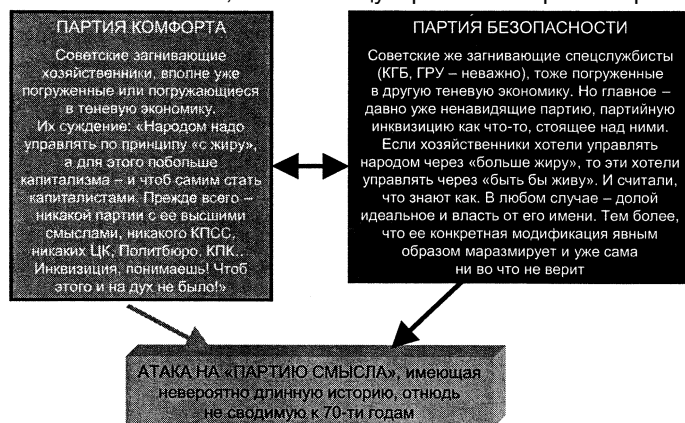 ПАРТИЯ КОМФОРТА
Советские загнивающие
хозяйственники, вполне уже
погруженные или погружающиеся
в теневую экономику.
Их суждение: «Народом надо
управлять по принципу «с жиру»,
а для этого побольше
капитализма – и чтоб самим стать
капиталистами. Прежде всего –
никакой партии с ее высшими
смыслами, никакого КПСС,
никаких ЦК, Политбюро, КПК...
Инквизиция, понимаешь! Чтоб
этого и на дух не было!»
ПАРТИЯ БЕЗОПАСНОСТИ
Советские же загнивающие спецслужбисты
(КГБ, ГРУ – неважно), тоже погруженные
в другую теневую экономику. Но главное –
давно уже ненавидящие партию, партийную
инквизицию как что-то, стоящее над ними.
Если хозяйственники хотели управлять
народом через «больше жиру», то эти хотели
управлять через «быть бы живу». И считали,
что знают как. В любом случае – долой
идеальное и власть от его имени. Тем более,
что ее конкретная модификация явным
образом маразмирует и уже сама
ни во что не верит
АТАКА НА «ПАРТИЮ СМЫСЛА», имеющая
невероятно длинную историю, отнюдь
не сводимую к 70-ти годам